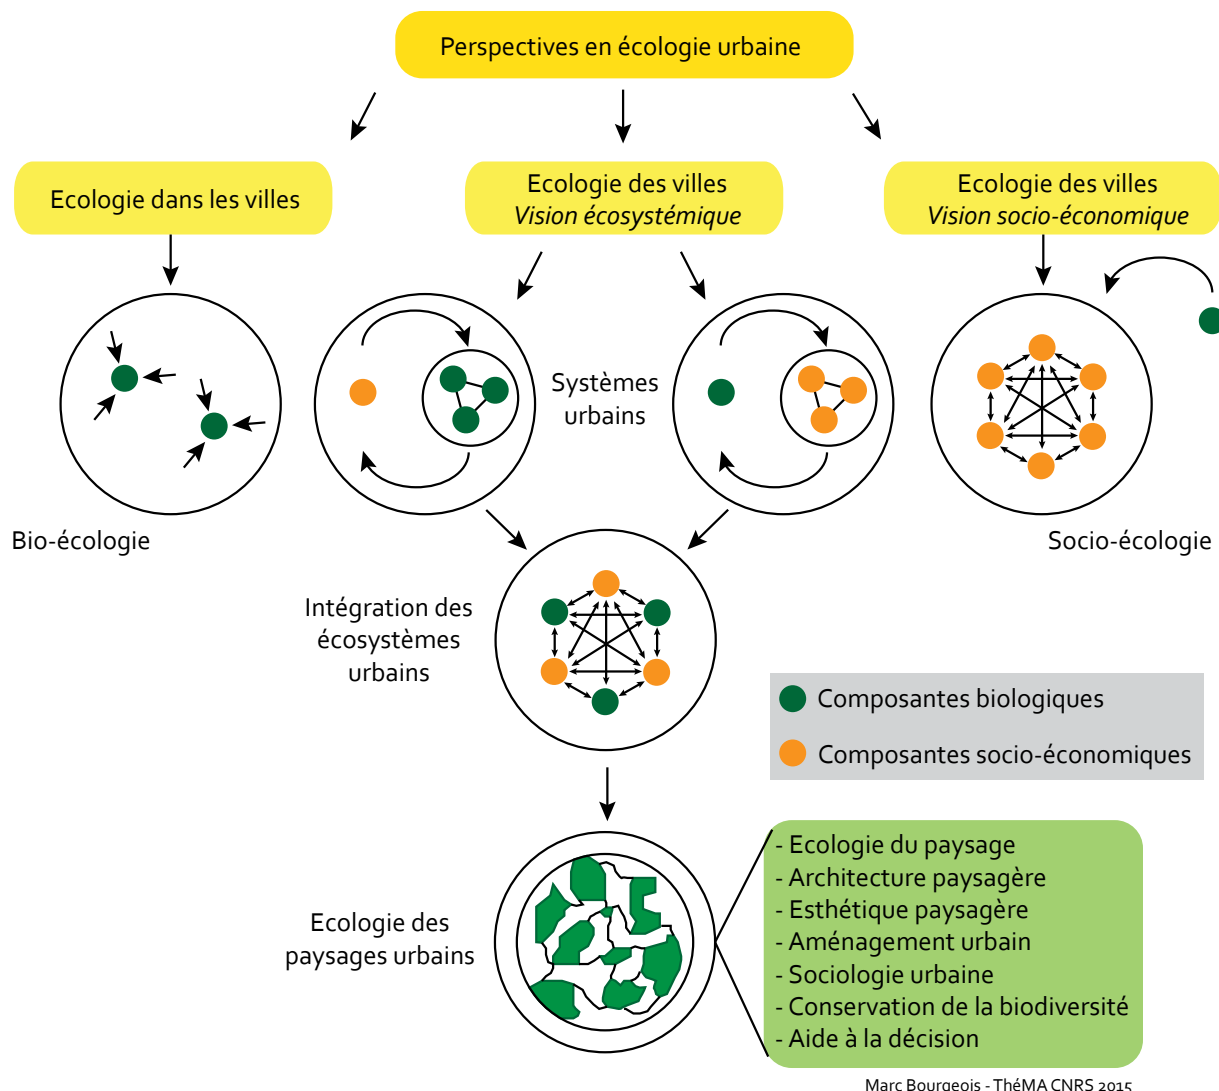 Perspectives en écologie urbaine
Ecologie dans les villes
Ecologie des villes
Vision écosystémique
Ecologie des villes
Vision socio-économique
Systèmes
urbains
Bio-écologie
Socio-écologie
Intégration des
écosystèmes
urbains
Composantes biologiques
Composantes socio-économiques
Ecologie des
paysages urbains
- Ecologie du paysage
- Architecture paysagère
- Esthétique paysagère
- Aménagement urbain
- Sociologie urbaine
- Conservation de la biodiversité
- Aide à la décision
Marc Bourgeois - ThéMA CNRS 2015